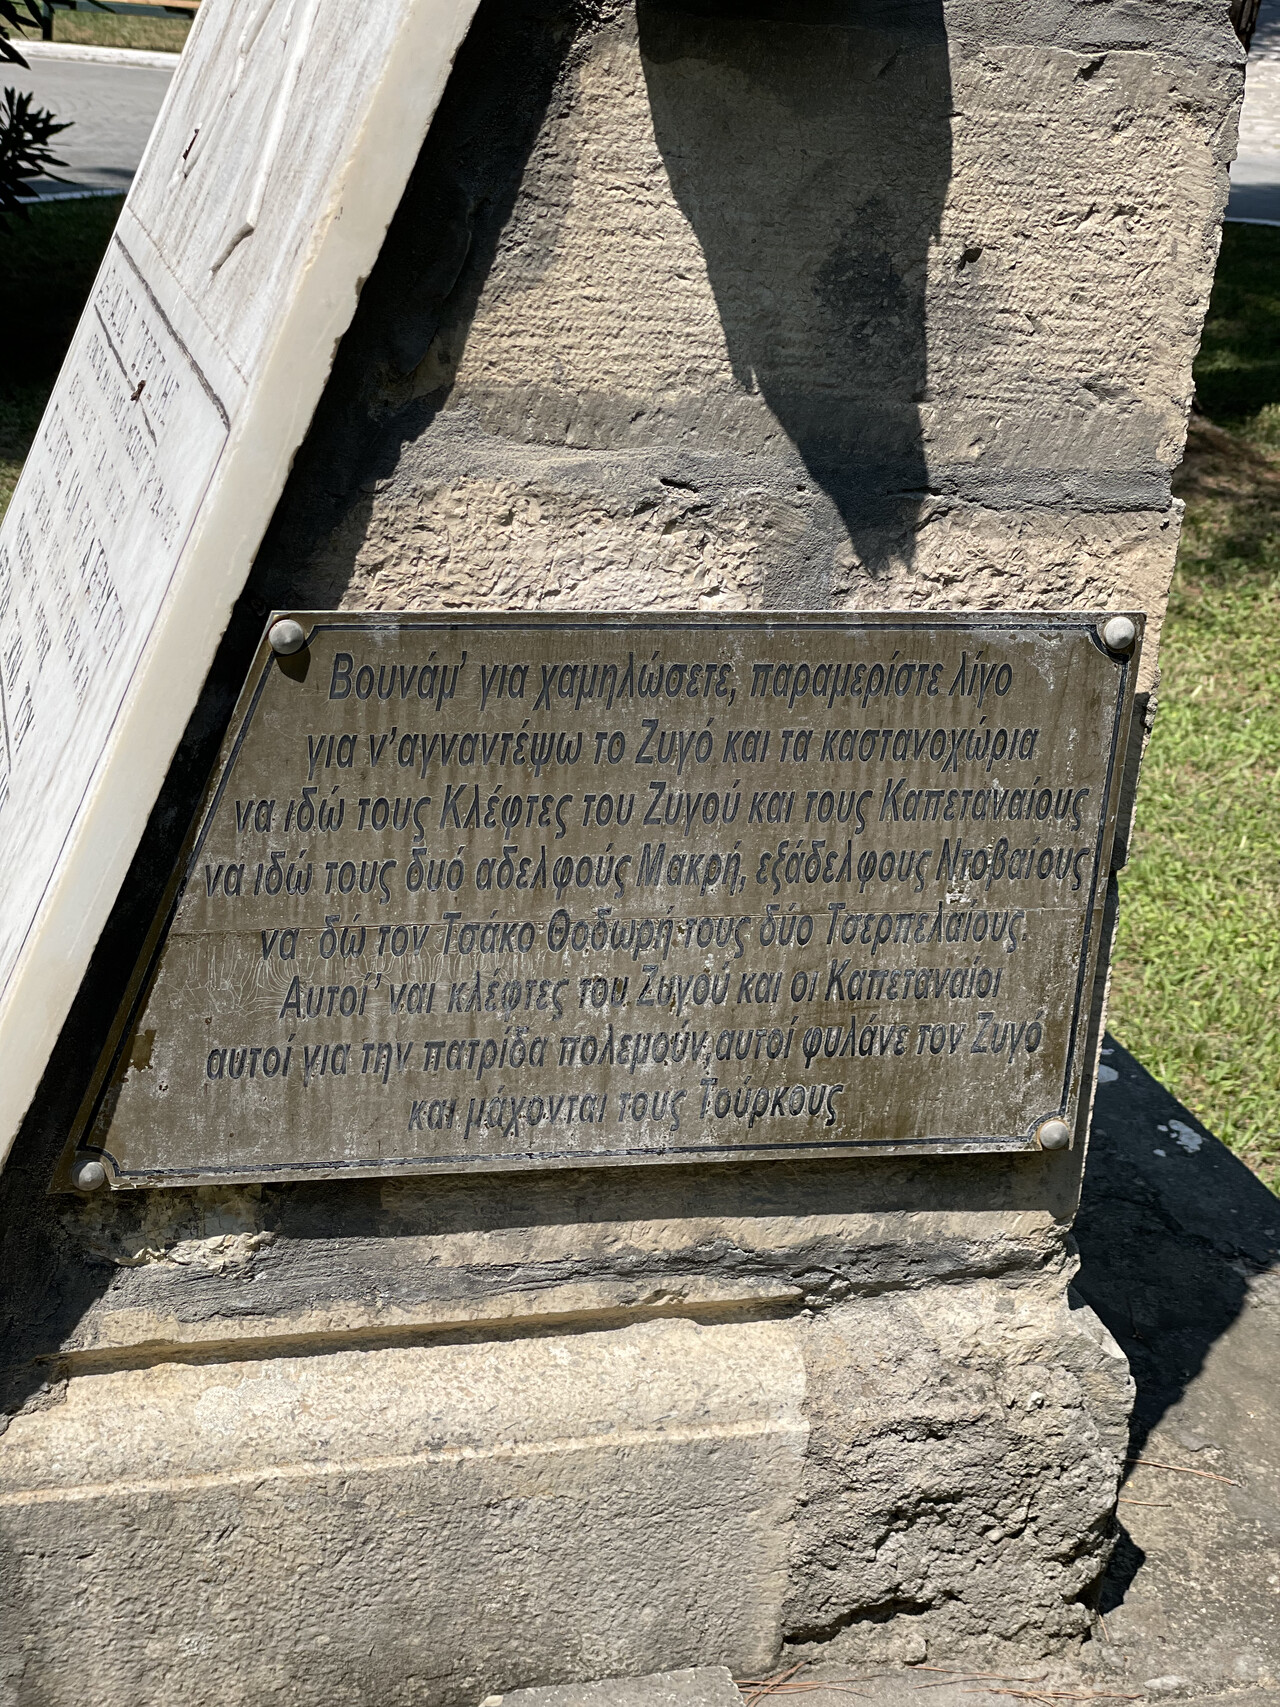 Βουνάμ’ για χαμηλώσετε, παραμερίστε λίγο
για ν’αγναντέψω το Ζυγό και τα καστανοχώρια
να ιδώ τους Κλέφτες του Ζυγού και τους Καπεταναίους
να ιδώ τους δυό αδελφούς Μακρή, εξάδελφους Ντοβαίους
να δώ τον Τσάκο Θοδωρή τους δύο Τσερπελαίους.
Αυτοί’ ναι κλέφτες του Ζυγού και οι Καπεταναίοι
αυτοί για την πατρίδα πολεμούν, αυτοί φυλάνε τον Ζυγό
και μάχονται τους Τούρκους